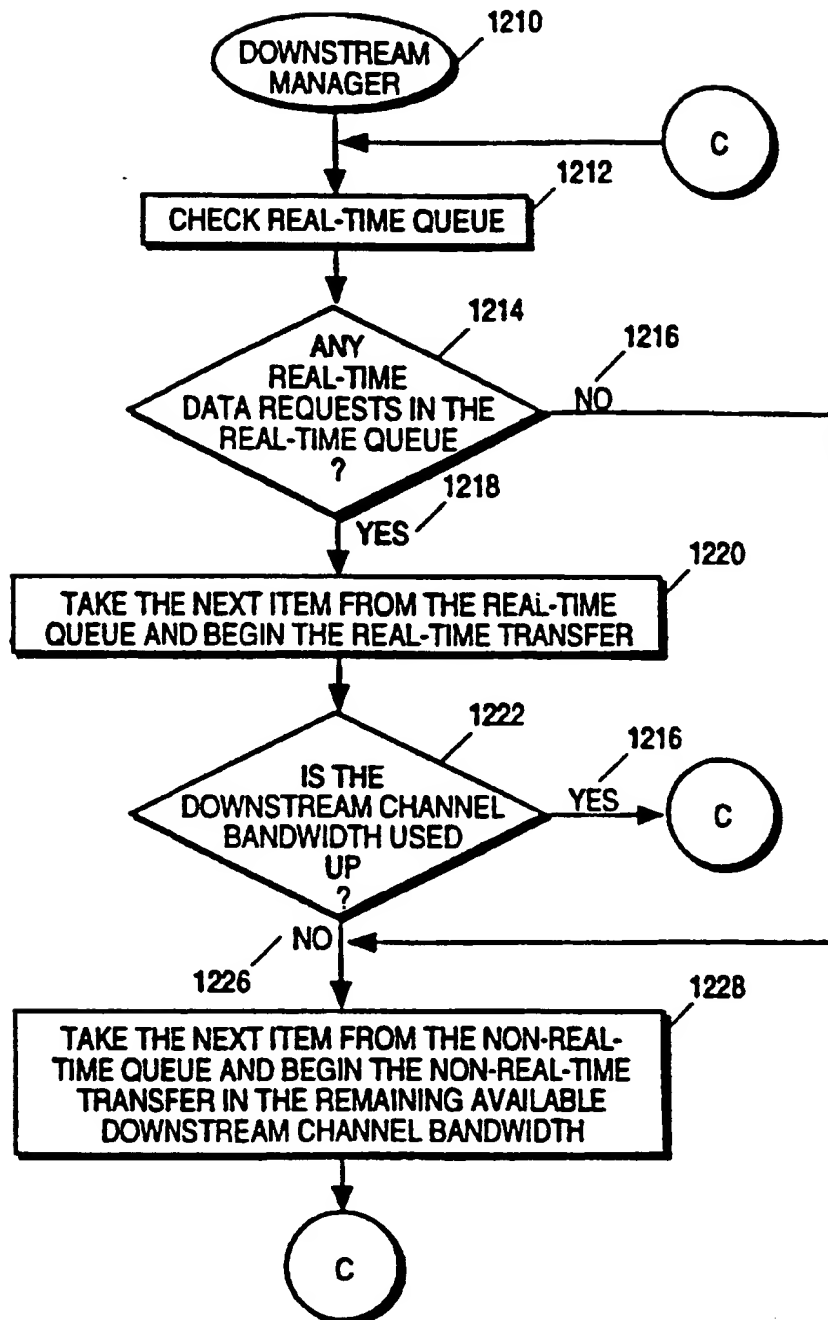 1210
DOWNSTREAM
MANAGER
C
1212
CHECK REAL-TIME QUEUE
1214
ANY
REAL-TIME
DATA REQUESTS IN THE
REAL-TIME QUEUE
?
1216
NO
1218
YES
1220
TAKE THE NEXT ITEM FROM THE REAL-TIME
QUEUE AND BEGIN THE REAL-TIME TRANSFER
1222
IS THE
DOWNSTREAM CHANNEL
BANDWIDTH USED
UP
?
1216
YES
C
NO
1226
1228
TAKE THE NEXT ITEM FROM THE NON-REAL-
TIME QUEUE AND BEGIN THE NON-REAL-TIME
TRANSFER IN THE REMAINING AVAILABLE
DOWNSTREAM CHANNEL BANDWIDTH
C